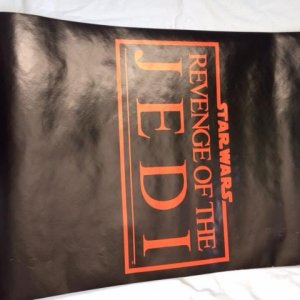 STAR WARS
REVENGE OF THE
JEDI